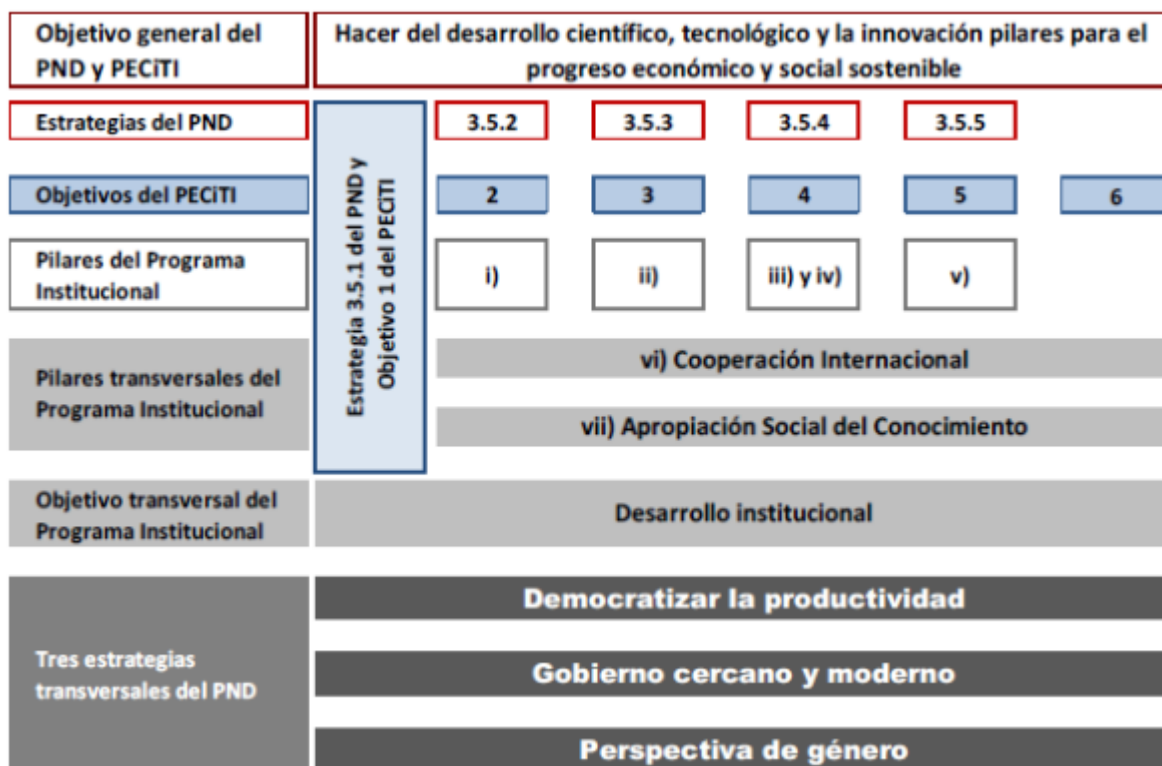 Objetivo general del
PND y PECiTI
Hacer del desarrollo científico, tecnológico y la innovación pilares para el
progreso económico y social sostenible
Estrategias del PND
3.5.2
3.5.3
3.5.4
3.5.5
Objetivos del PECiTI
2
3
4
5
6
Estrategia 3.5.1 del PND y
Objetivo 1 del PECiTI
Pilares del Programa
Institucional
i)
ii)
iii) y iv)
v)
Pilares transversales del
Programa Institucional
vi) Cooperación Internacional
vii) Apropiación Social del Conocimiento
Objetivo transversal del
Programa Institucional
Desarrollo institucional
Tres estrategias
transversales del PND
Democratizar la productividad
Gobierno cercano y moderno
Perspectiva de género